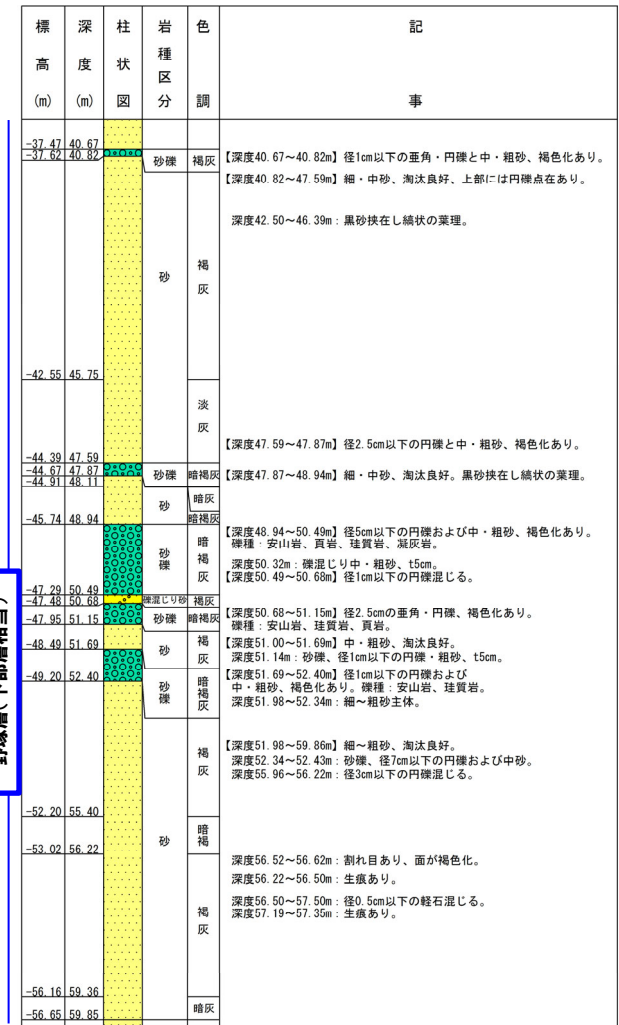 標高(m) 深度(m) 柱状図 岩種区分 色調 記事
-37.47 40.67
-37.62 40.82 砂礫 褐灰 【深度40.67～40.82m】径1cm以下の亜角・円礫と中・粗砂、褐色化あり。
【深度40.82～47.59m】細・中砂、淘汰良好、上部には円礫点在あり。
深度42.50～46.39m：黒砂挟在し縞状の葉理。
砂 褐灰
-42.55 45.75
淡灰
【深度47.59～47.87m】径2.5cm以下の円礫と中・粗砂、褐色化あり。
-44.39 47.59
-44.67 47.87 砂礫 暗褐灰 【深度47.87～48.94m】細・中砂、淘汰良好。黒砂挟在し縞状の葉理。
-44.91 48.11
砂 暗灰
-45.74 48.94 暗褐灰
【深度48.94～50.49m】径5cm以下の円礫および中・粗砂、褐色化あり。
礫種：安山岩、頁岩、珪質岩、凝灰岩。
砂礫 暗褐灰
深度50.32m：礫混じり中・粗砂、t5cm。
【深度50.49～50.68m】径1cm以下の円礫混じる。
-47.29 50.49
-47.48 50.68 礫混じり砂 褐灰
【深度50.68～51.15m】径2.5cmの亜角・円礫、褐色化あり。
-47.95 51.15 砂礫 暗褐灰
礫種：安山岩、珪質岩、頁岩。
【深度51.00～51.69m】中・粗砂、淘汰良好。
砂 褐灰
-48.49 51.69
深度51.14m：砂礫、径1cm以下の円礫・粗砂、t5cm。
【深度51.69～52.40m】径1cm以下の円礫および
-49.20 52.40 砂礫 暗褐灰
中・粗砂、褐色化あり。礫種：安山岩、珪質岩。
深度51.98～52.34m：細～粗砂主体。
【深度51.98～59.86m】細～粗砂、淘汰良好。
褐灰
深度52.34～52.43m：砂礫、径7cm以下の円礫および中砂。
深度55.96～56.22m：径3cm以下の円礫混じる。
-52.20 55.40
砂 暗褐
-53.02 56.22
深度56.52～56.62m：割れ目あり、面が褐色化。
深度56.22～56.50m：生痕あり。
深度56.50～57.50m：径0.5cm以下の軽石混じる。
褐灰
深度57.19～57.35m：生痕あり。
-56.16 59.36
暗灰
-56.65 59.85